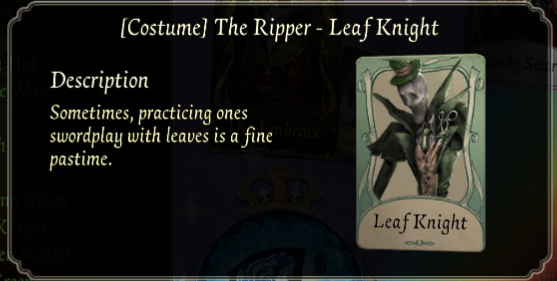 [Costume] The Ripper - Leaf Knight
Description
Sometimes, practicing ones
swordplay with leaves is a fine
pastime.
Leaf Knight